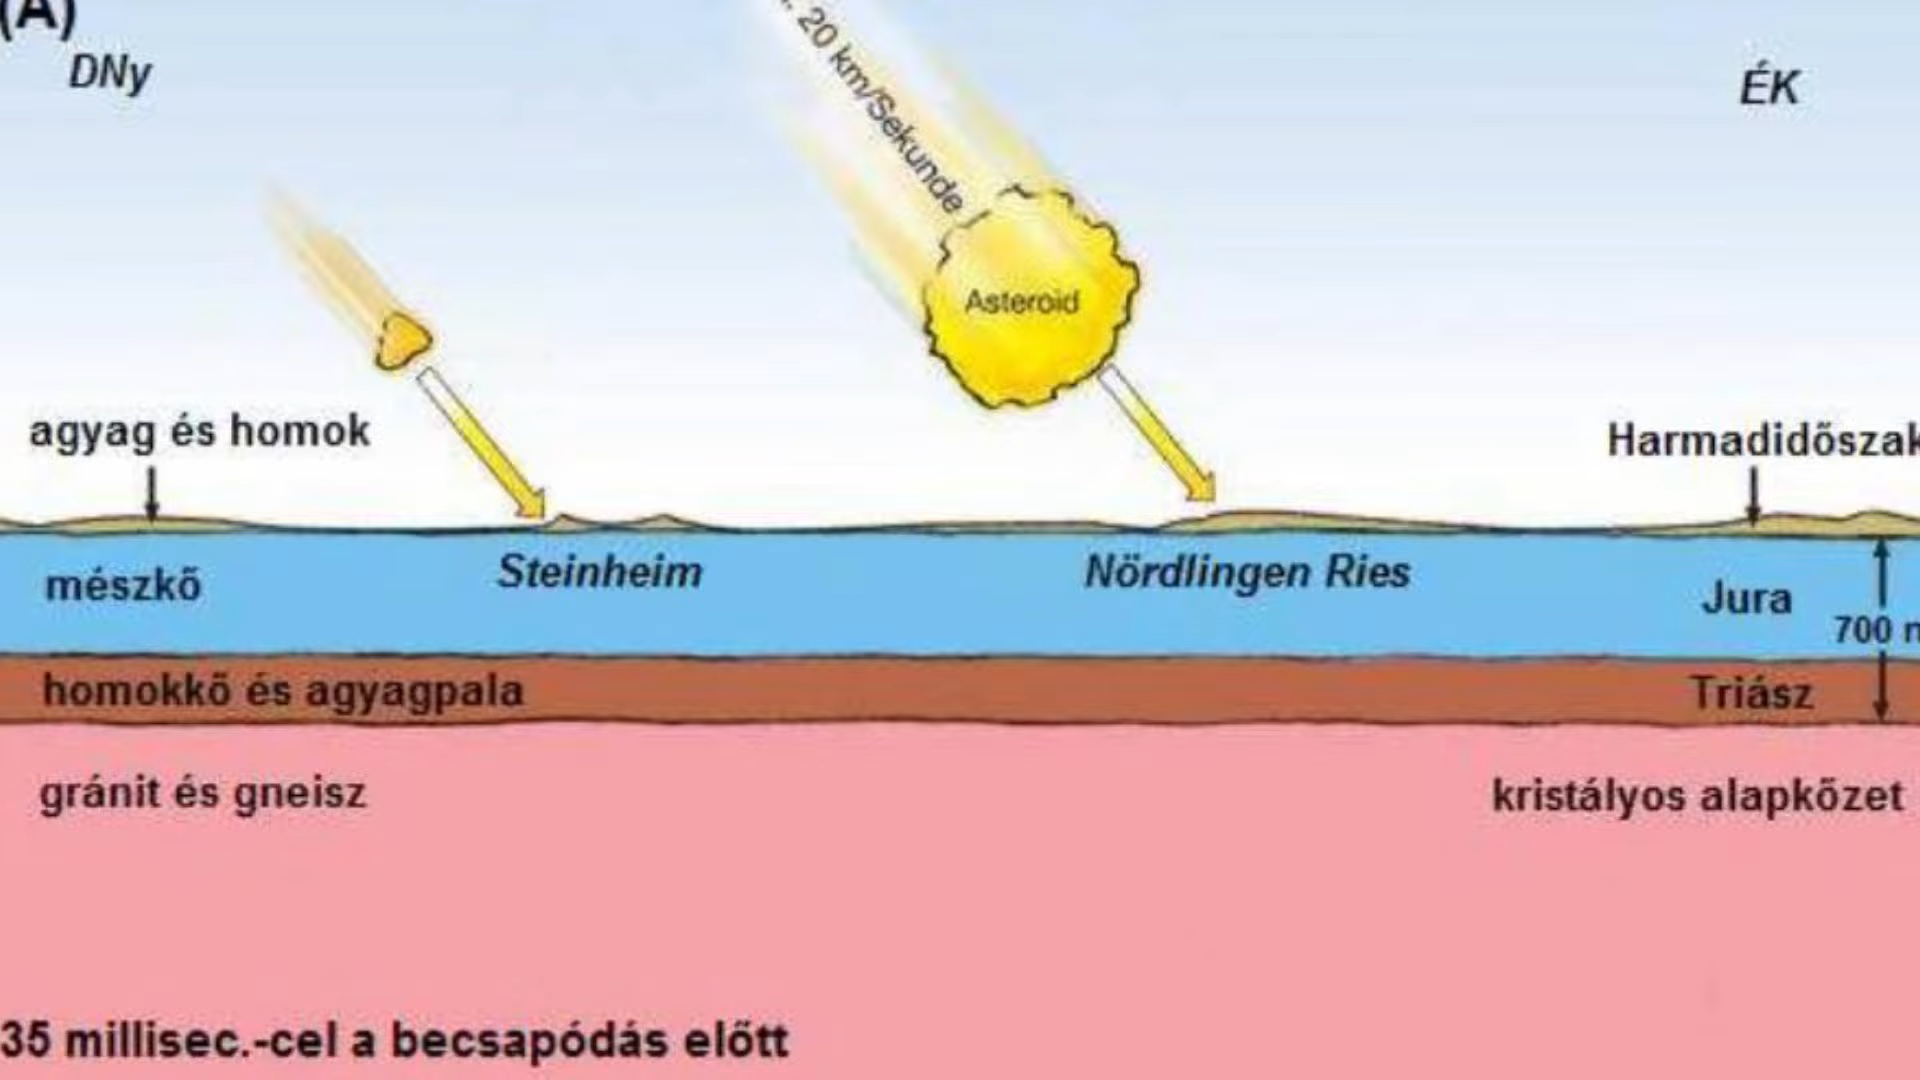 (A)
DNy
20 km/Sekunde
ÉK
Asteroid
agyag és homok
Harmadidőszak
mészkő
Steinheim
Nördlingen Ries
Jura
700
homokkő és agyagpala
Triász
gránit és gneisz
kristályos alapkőzet
35 millisec.-cel a becsapódás előtt